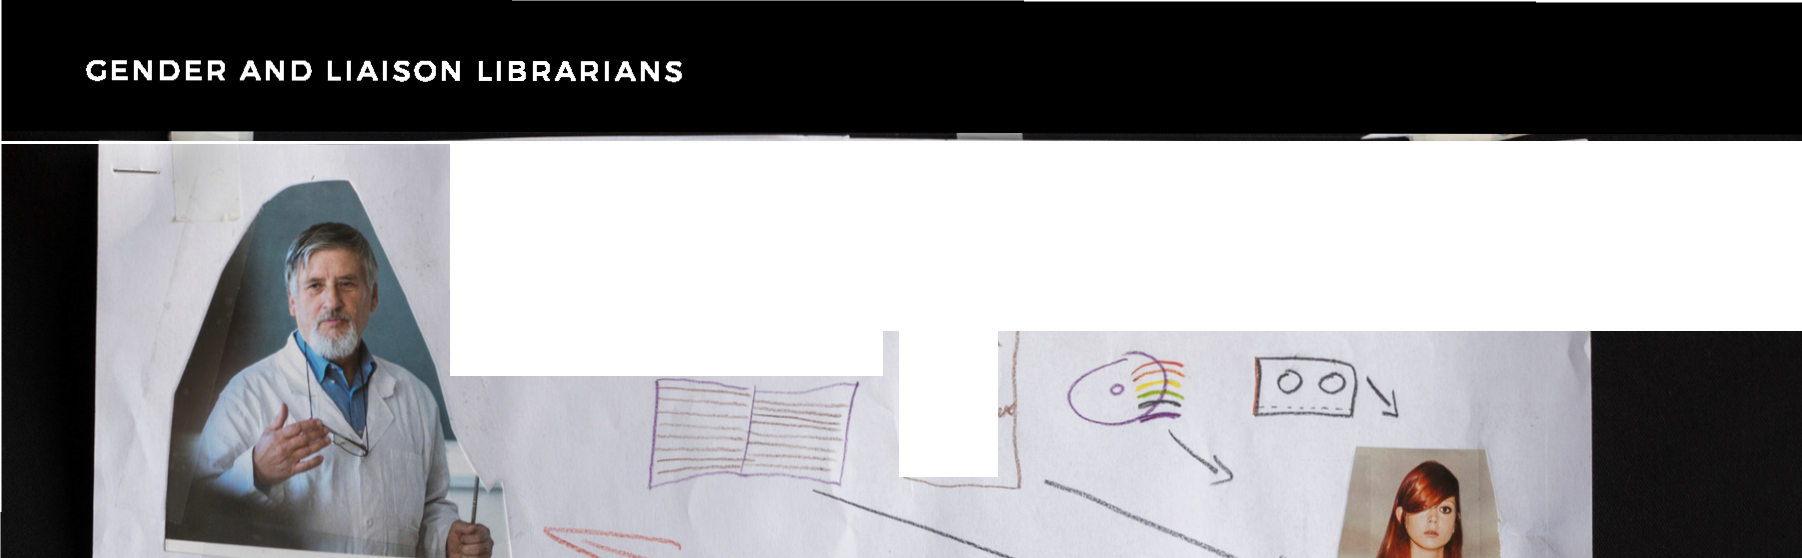 GENDER AND LIAISON LIBRARIANS